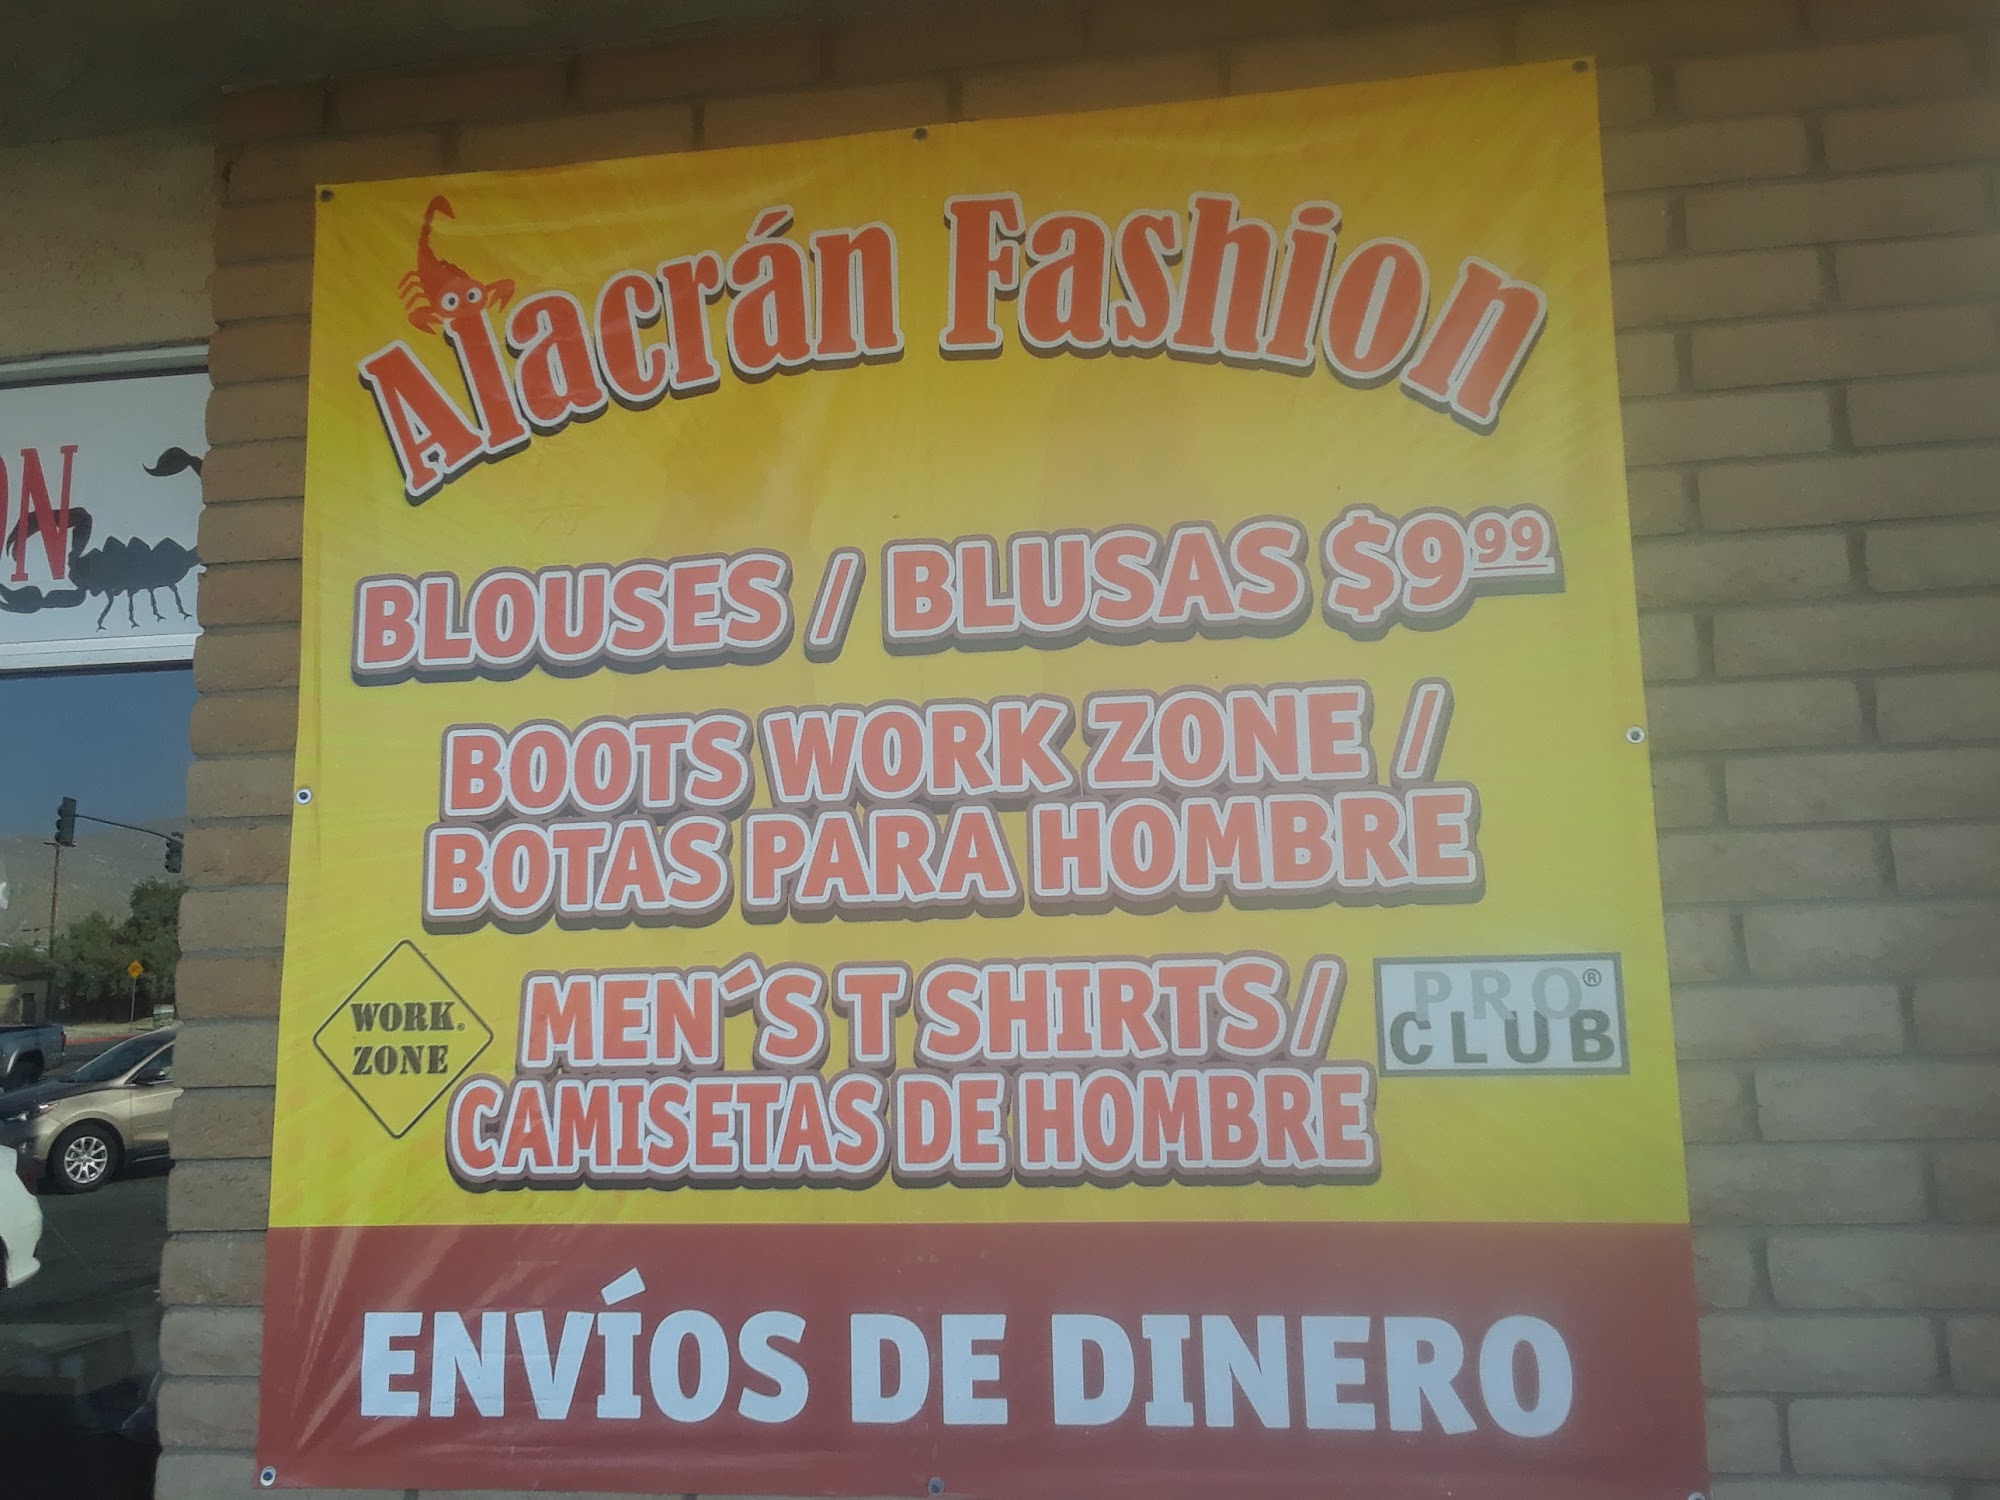 Alacrán Fashion
BLOUSES / BLUSAS $9.99
BOOTS WORK ZONE /
BOTAS PARA HOMBRE
WORK®
ZONE
MEN´S T SHIRTS /
CAMISETAS DE HOMBRE
PRO®
CLUB
ENVÍOS DE DINERO